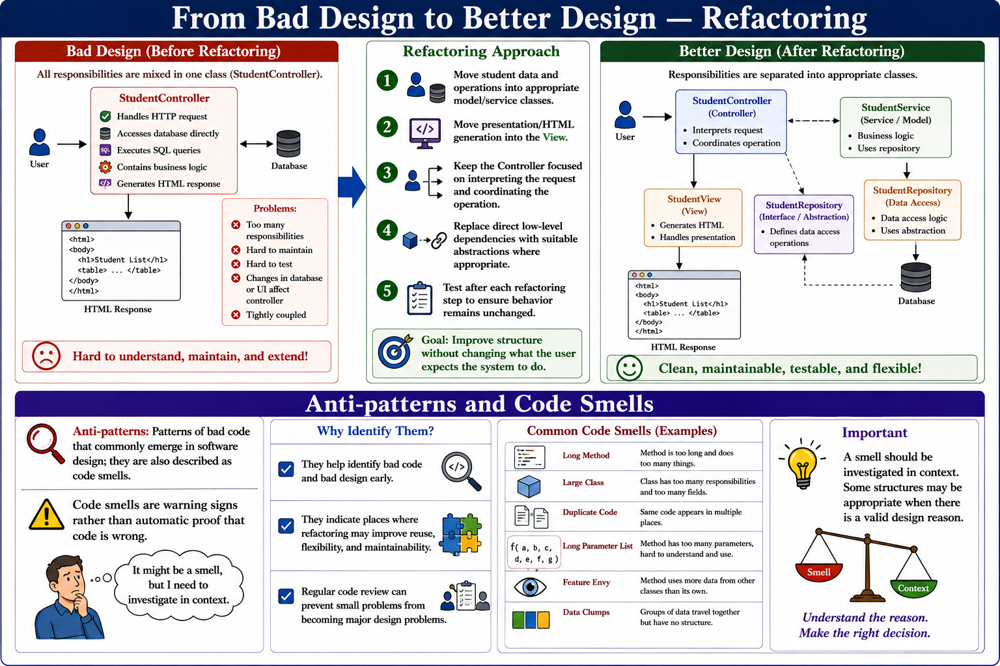 From Bad Design to Better Design — Refactoring
Bad Design (Before Refactoring)
All responsibilities are mixed in one class (StudentController).
StudentController
Handles HTTP request
Accesses database directly
SQL
Executes SQL queries
Contains business logic
</>
Generates HTML response
User
Database
<html>
<body>
<h1>Student List</h1>
<table> ... </table>
</body>
</html>
HTML Response
Problems:
Too many
responsibilities
Hard to maintain
Hard to test
Changes in database
or UI affect
controller
Tightly coupled
Hard to understand, maintain, and extend!
Refactoring Approach
1
Move student data and
operations into appropriate
model/service classes.
2
</>
Move presentation/HTML
generation into the View.
3
Keep the Controller focused
on interpreting the request
and coordinating the
operation.
4
Replace direct low-level
dependencies with suitable
abstractions where
appropriate.
5
Test after each refactoring
step to ensure behavior
remains unchanged.
Goal: Improve structure
without changing what the user
expects the system to do.
Better Design (After Refactoring)
Responsibilities are separated into appropriate classes.
User
StudentController
(Controller)
• Interprets request
• Coordinates operation
StudentService
(Service / Model)
• Business logic
• Uses repository
StudentView
(View)
• Generates HTML
• Handles presentation
StudentRepository
(Interface / Abstraction)
• Defines data access
operations
StudentRepository
(Data Access)
• Data access logic
• Uses abstraction
Database
<html>
<body>
<h1>Student List</h1>
<table> ... </table>
</body>
</html>
HTML Response
Clean, maintainable, testable, and flexible!
Anti-patterns and Code Smells
Anti-patterns: Patterns of bad code
that commonly emerge in software
design; they are also described as
code smells.
Code smells are warning signs
rather than automatic proof that
code is wrong.
It might be a smell,
but I need to
investigate in context.
Why Identify Them?
They help identify bad code
and bad design early.
</>
They indicate places where
refactoring may improve reuse,
flexibility, and maintainability.
Regular code review can
prevent small problems from
becoming major design problems.
Common Code Smells (Examples)
Long Method
Method is too long and does
too many things.
Large Class
Class has too many responsibilities
and too many fields.
Duplicate Code
Same code appears in multiple
places.
f( a, b, c,
d, e, f, g )
Long Parameter List
Method has too many parameters,
hard to understand and use.
Feature Envy
Method uses more data from other
classes than its own.
Data Clumps
Groups of data travel together
but have no structure.
Important
A smell should be
investigated in context.
Some structures may be
appropriate when there
is a valid design reason.
Smell
Context
Understand the reason.
Make the right decision.